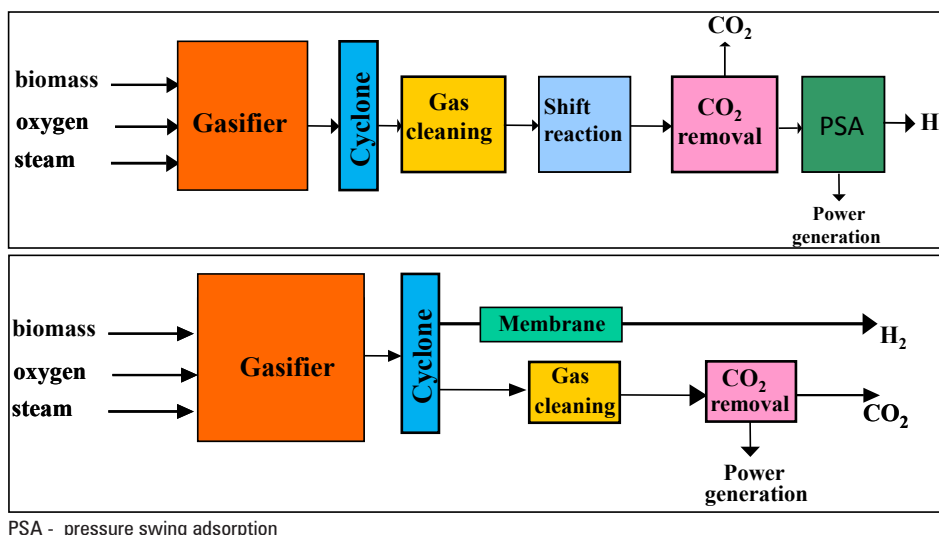 biomass
oxygen
steam
Gasifier
Cyclone
Gas
cleaning
Shift
reaction
CO₂
CO₂
removal
PSA
H
Power
generation
biomass
oxygen
steam
Gasifier
Cyclone
Membrane
H₂
Gas
cleaning
CO₂
removal
CO₂
Power
generation
PSA - pressure swing adsorption